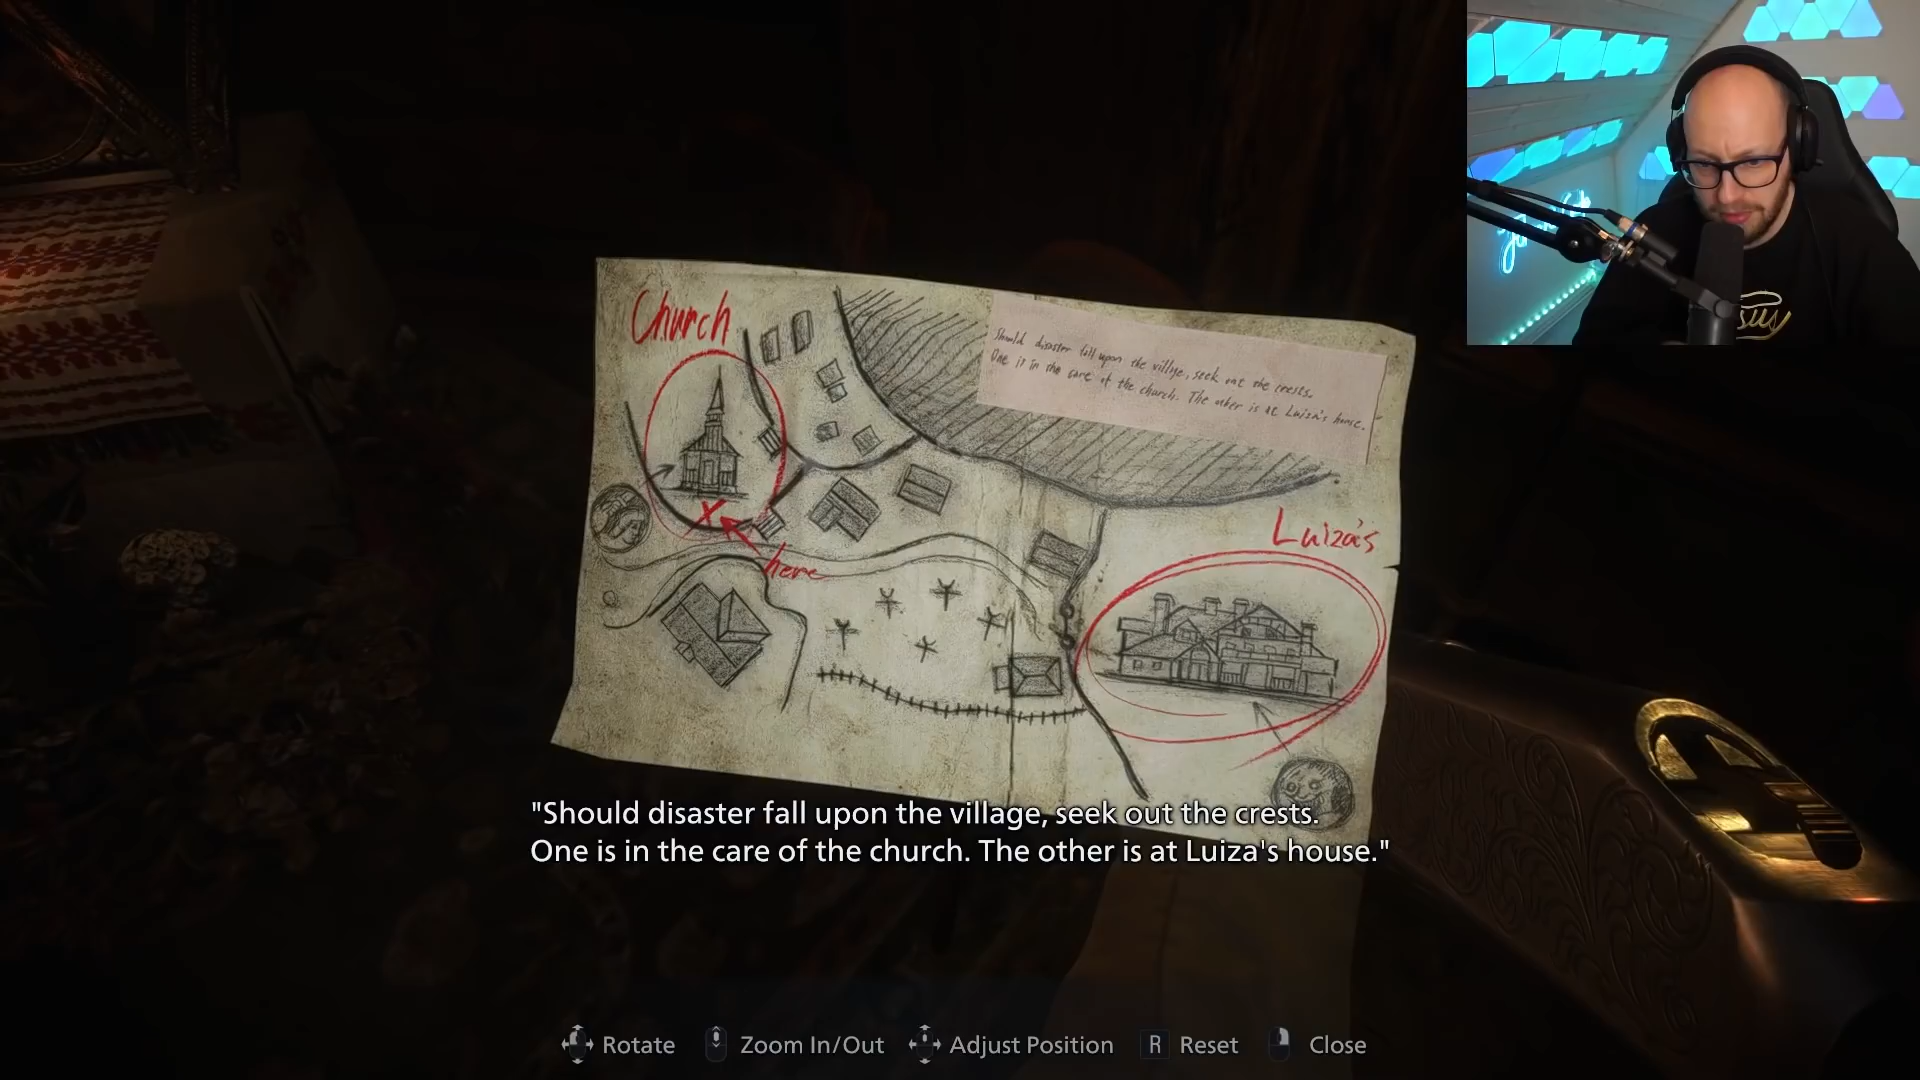 Church
Should disaster fall upon the village, seek out the crests.
One is in the care of the church. The other is at Luiza's house.
Luiza's
X
here
"Should disaster fall upon the village, seek out the crests.
One is in the care of the church. The other is at Luiza's house."
Rotate Zoom In/Out Adjust Position R Reset Close